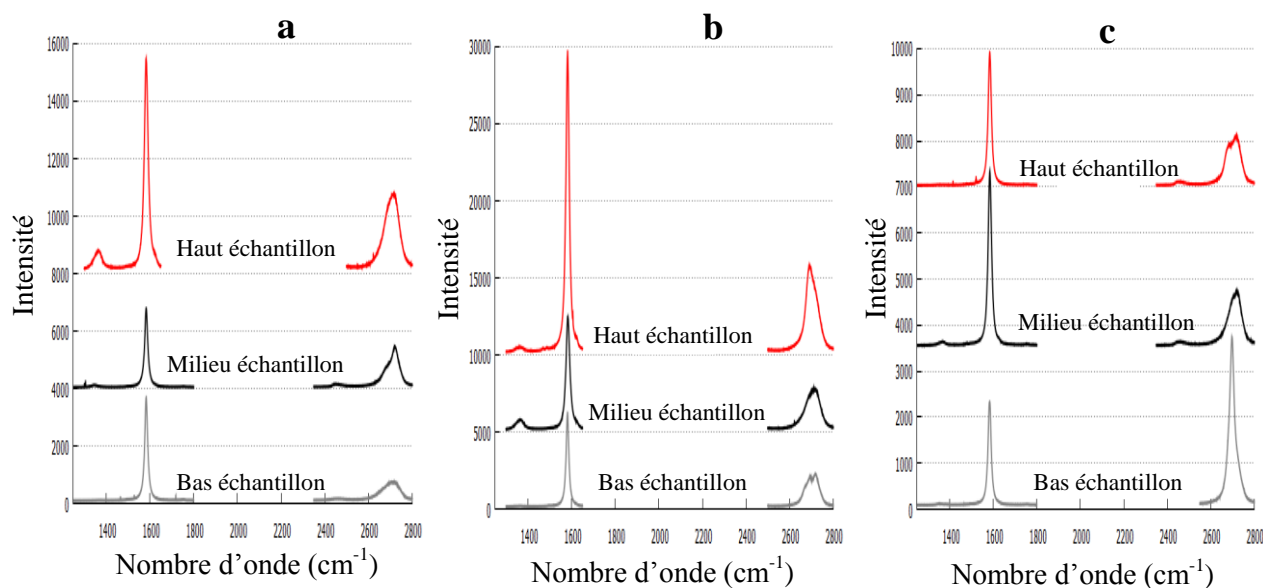 a
16000
14000
12000
10000
8000
6000
4000
2000
0
Intensité
Haut échantillon
Milieu échantillon
Bas échantillon
1400 1600 1800 2000 2200 2400 2600 2800
Nombre d’onde (cm-1)
b
30000
25000
20000
15000
10000
5000
0
Intensité
Haut échantillon
Milieu échantillon
Bas échantillon
1400 1600 1800 2000 2200 2400 2600 2800
Nombre d’onde (cm-1)
c
10000
9000
8000
7000
6000
5000
4000
3000
2000
1000
0
Intensité
Haut échantillon
Milieu échantillon
Bas échantillon
1400 1600 1800 2000 2200 2400 2600 2800
Nombre d’onde (cm-1)